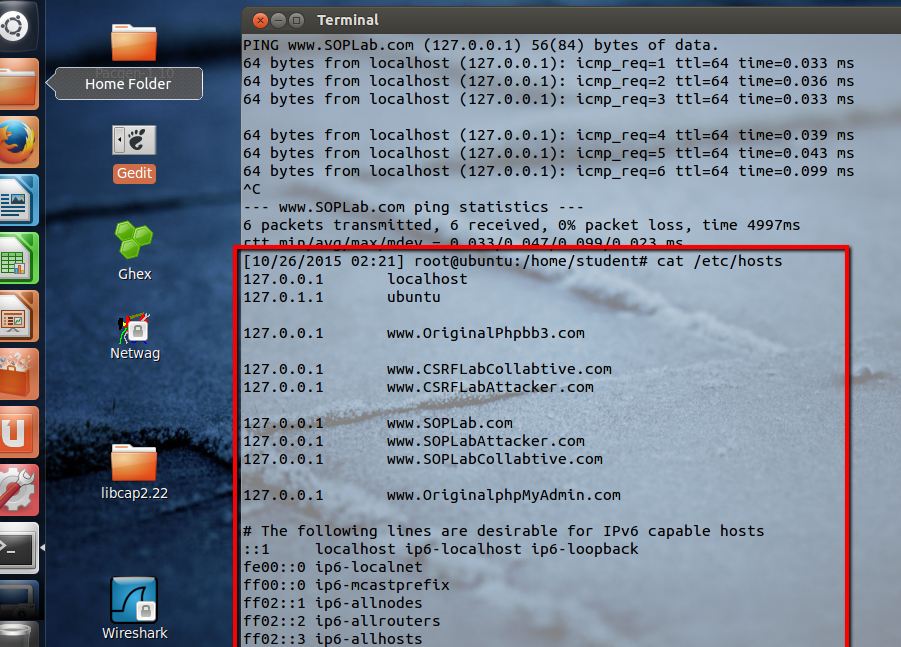 Terminal
PING www.SOPLab.com (127.0.0.1) 56(84) bytes of data.
64 bytes from localhost (127.0.0.1): icmp_req=1 ttl=64 time=0.033 ms
64 bytes from localhost (127.0.0.1): icmp_req=2 ttl=64 time=0.036 ms
64 bytes from localhost (127.0.0.1): icmp_req=3 ttl=64 time=0.033 ms
64 bytes from localhost (127.0.0.1): icmp_req=4 ttl=64 time=0.039 ms
64 bytes from localhost (127.0.0.1): icmp_req=5 ttl=64 time=0.043 ms
64 bytes from localhost (127.0.0.1): icmp_req=6 ttl=64 time=0.099 ms
^C
--- www.SOPLab.com ping statistics ---
6 packets transmitted, 6 received, 0% packet loss, time 4997ms
rtt min/avg/max/mdev = 0.033/0.047/0.099/0.023 ms
[10/26/2015 02:21] root@ubuntu:/home/student# cat /etc/hosts
127.0.0.1 localhost
127.0.1.1 ubuntu
127.0.0.1 www.OriginalPhpbb3.com
127.0.0.1 www.CSRFLabCollabtive.com
127.0.0.1 www.CSRFLabAttacker.com
127.0.0.1 www.SOPLab.com
127.0.0.1 www.SOPLabAttacker.com
127.0.0.1 www.SOPLabCollabtive.com
127.0.0.1 www.OriginalphpMyAdmin.com
# The following lines are desirable for IPv6 capable hosts
::1 localhost ip6-localhost ip6-loopback
fe00::0 ip6-localnet
ff00::0 ip6-mcastprefix
ff02::1 ip6-allnodes
ff02::2 ip6-allrouters
ff02::3 ip6-allhosts
Home Folder
Gedit
Ghex
Netwag
libcap2.22
Wireshark